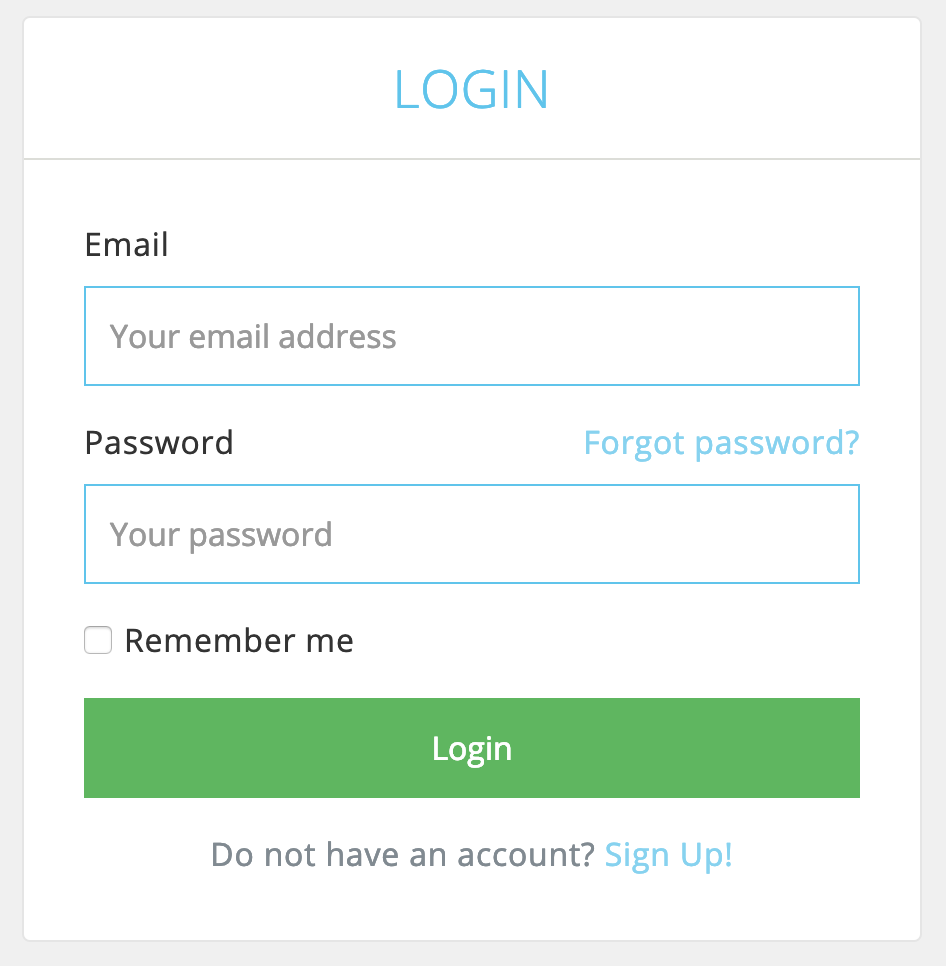 LOGIN
Email
Your email address
Password Forgot password?
Your password
Remember me
Login
Do not have an account? Sign Up!